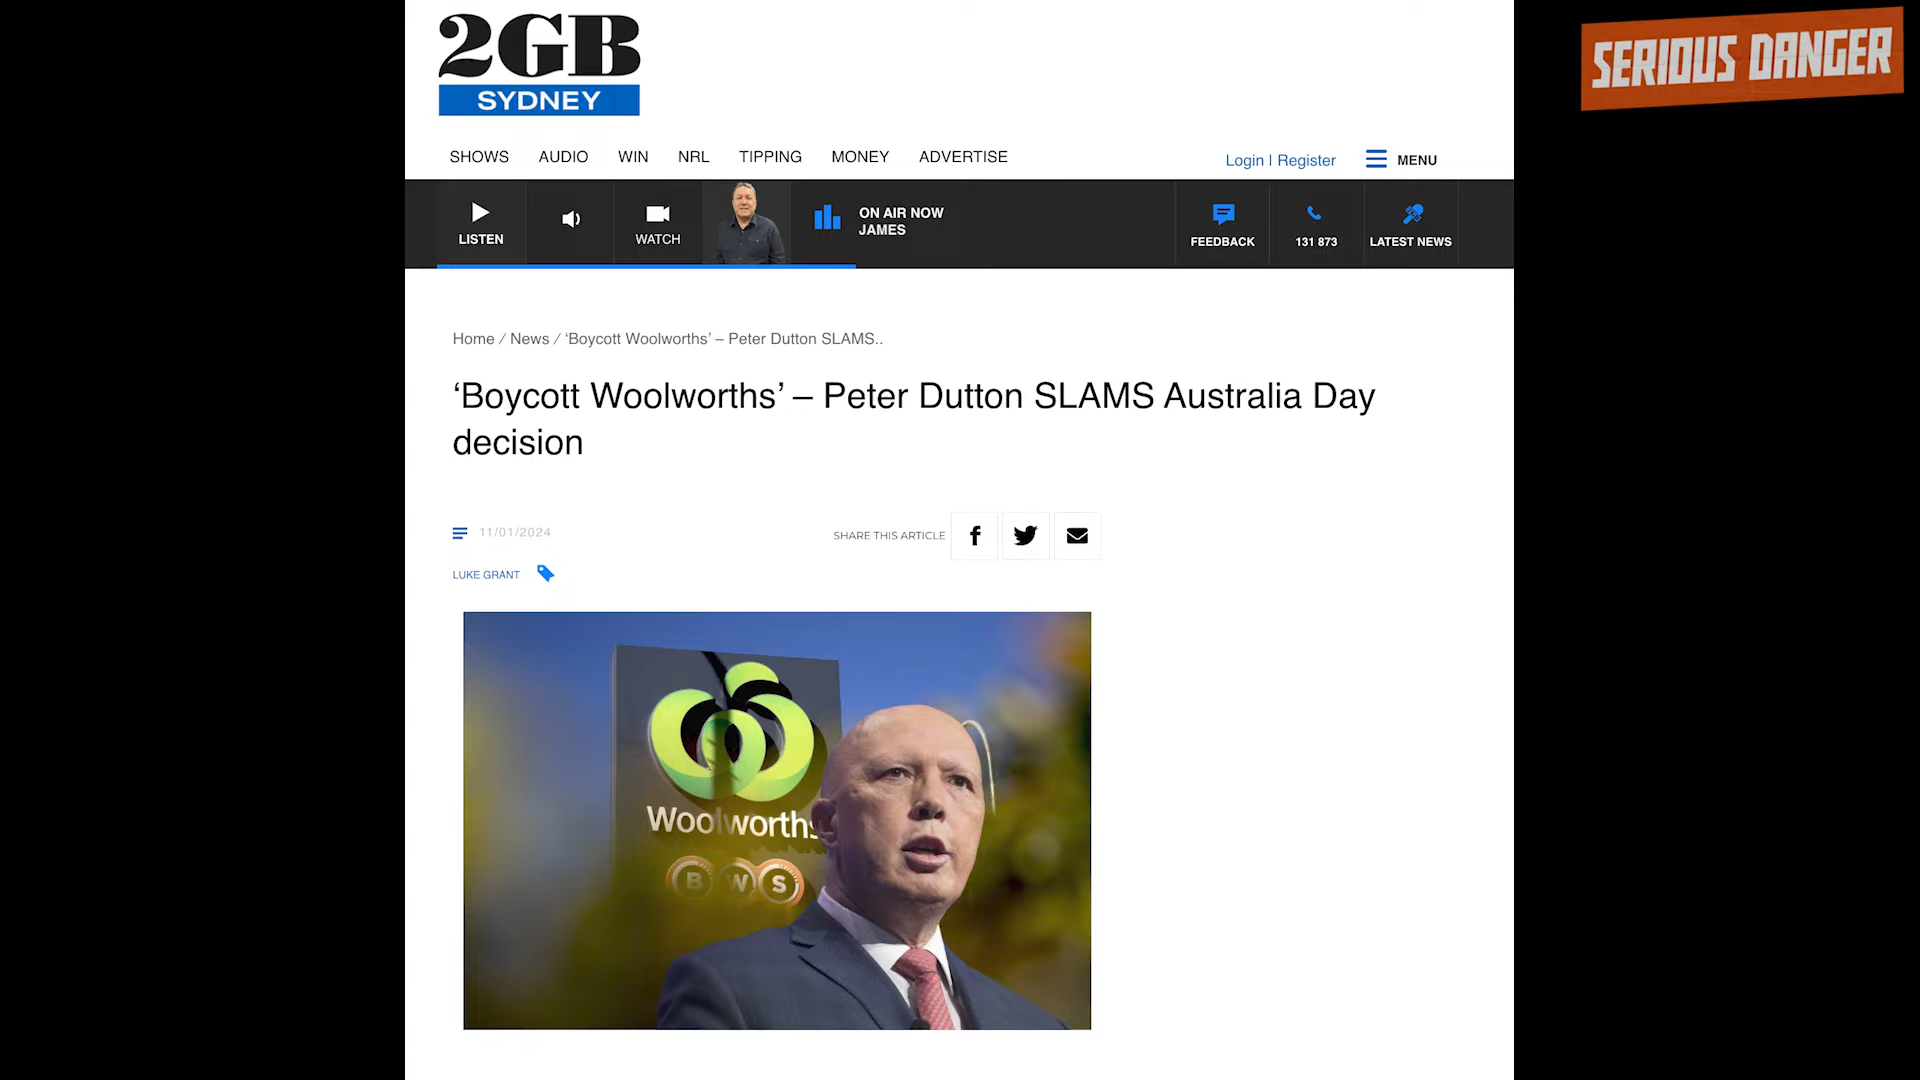 2GB
SYDNEY
SERIOUS DANGER
SHOWS AUDIO WIN NRL TIPPING MONEY ADVERTISE
Login | Register
MENU
LISTEN
WATCH
ON AIR NOW
JAMES
FEEDBACK
131 873
LATEST NEWS
Home / News / ‘Boycott Woolworths’ – Peter Dutton SLAMS..
‘Boycott Woolworths’ – Peter Dutton SLAMS Australia Day
decision
11/01/2024
SHARE THIS ARTICLE
LUKE GRANT
Woolworths
BWS